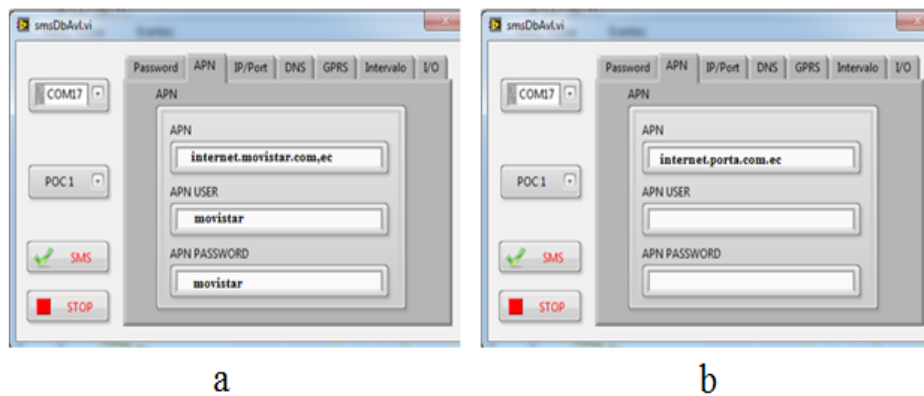 smsDbAvl.vi
Password APN IP/Port DNS GPRS Intervalo I/O
COM17
APN
APN
internet.movistar.com,ec
POC 1
APN USER
movistar
SMS
APN PASSWORD
movistar
STOP
a
smsDbAvl.vi
Password APN IP/Port DNS GPRS Intervalo I/O
COM17
APN
APN
internet.porta.com.ec
POC 1
APN USER
SMS
APN PASSWORD
STOP
b